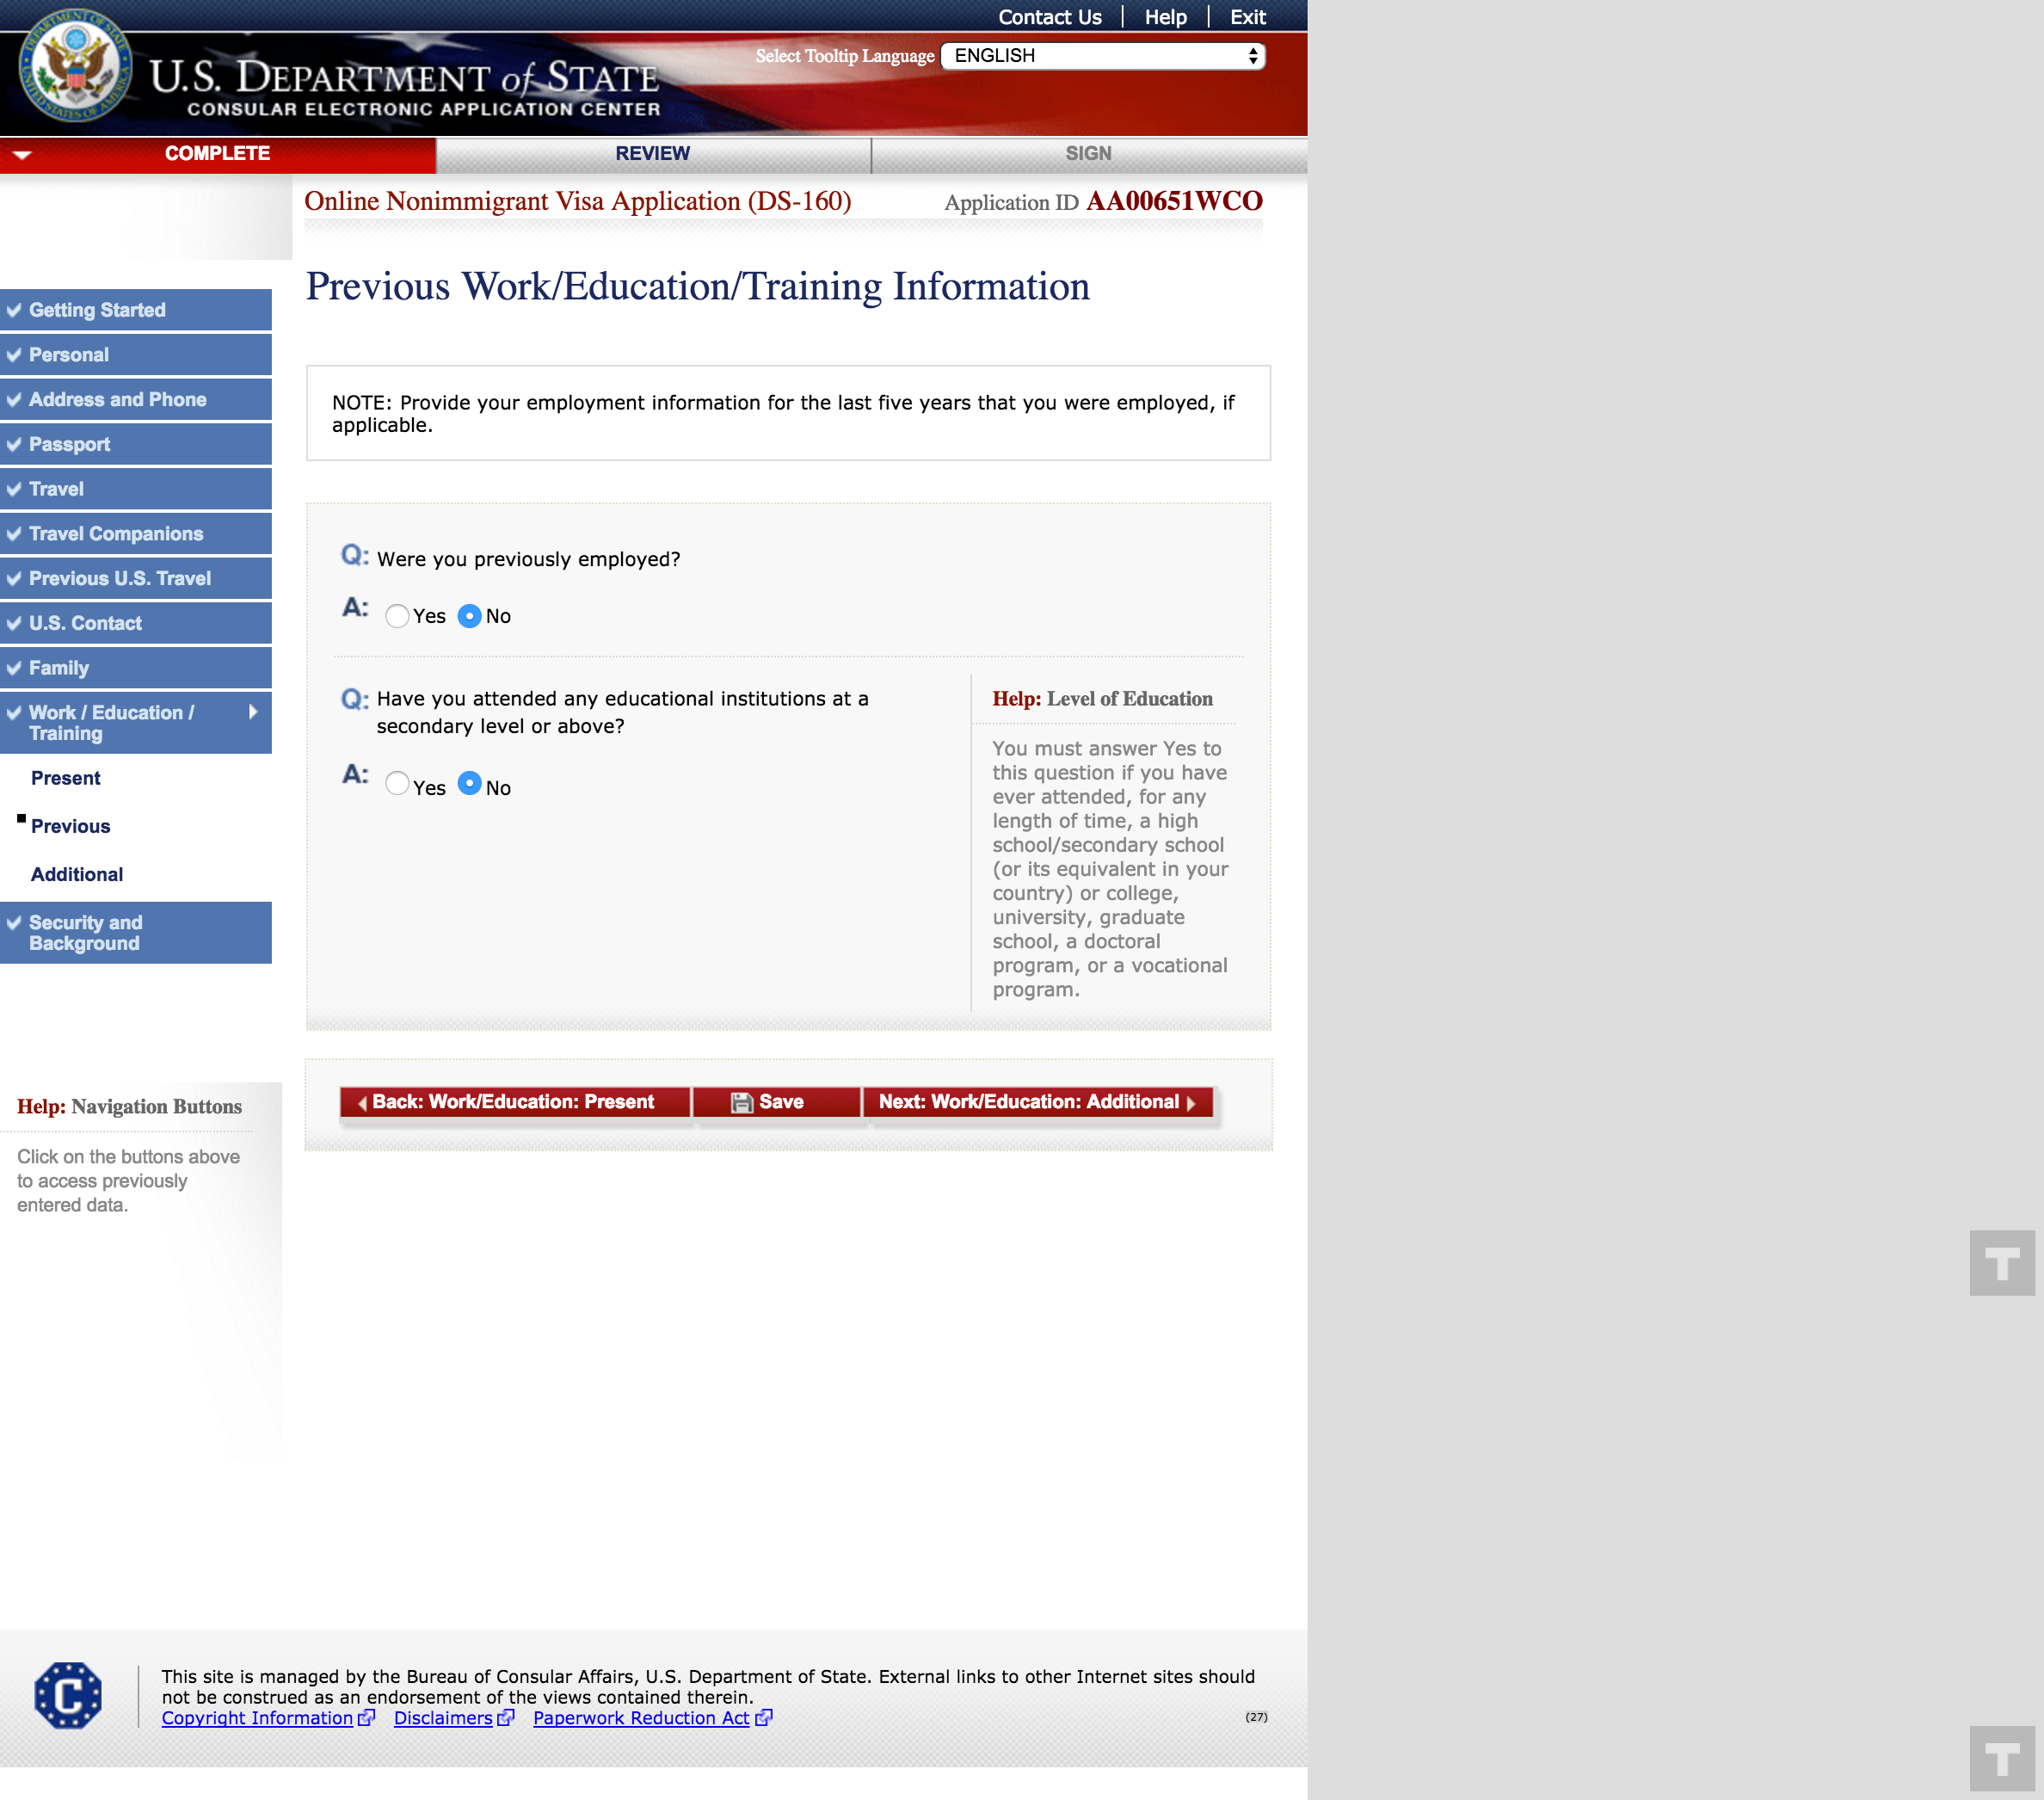 Contact Us Help Exit
Select Tooltip Language ENGLISH
U.S. DEPARTMENT of STATE
CONSULAR ELECTRONIC APPLICATION CENTER
COMPLETE REVIEW SIGN
Online Nonimmigrant Visa Application (DS-160) Application ID AA00651WCO
Previous Work/Education/Training Information
Getting Started
Personal
Address and Phone
Passport
Travel
Travel Companions
Previous U.S. Travel
U.S. Contact
Family
Work / Education /
Training
Present
Previous
Additional
Security and
Background
Help: Navigation Buttons
Click on the buttons above
to access previously
entered data.
NOTE: Provide your employment information for the last five years that you were employed, if
applicable.
Q: Were you previously employed?
A: Yes No
Q: Have you attended any educational institutions at a
secondary level or above?
A: Yes No
Help: Level of Education
You must answer Yes to
this question if you have
ever attended, for any
length of time, a high
school/secondary school
(or its equivalent in your
country) or college,
university, graduate
school, a doctoral
program, or a vocational
program.
Back: Work/Education: Present Save Next: Work/Education: Additional
T
C
This site is managed by the Bureau of Consular Affairs, U.S. Department of State. External links to other Internet sites should
not be construed as an endorsement of the views contained therein.
Copyright Information Disclaimers Paperwork Reduction Act (27)
T